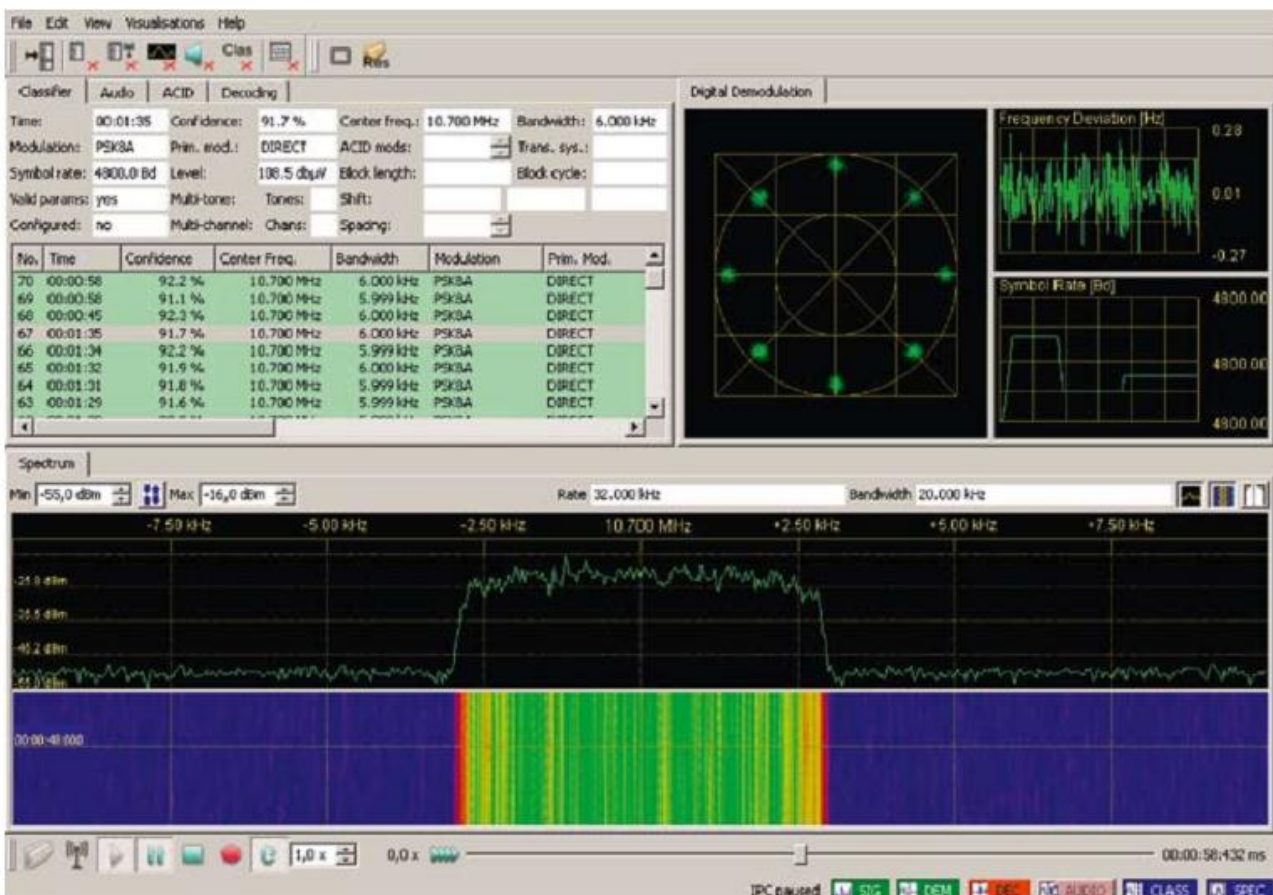 File Edit View Visualisations Help
Clas
Res
Classifier Audio ACID Decoding
Digital Demodulation
Time: 00:01:35 Confidence: 91.7 % Center freq.: 10.700 MHz Bandwidth: 6.000 kHz
Modulation: PSK8A Prim. mod.: DIRECT ACID mods: Trans. sys.:
Symbol rate: 4800.0 Bd Level: 108.5 dbµV Block length: Block cycle:
Valid params: yes Multi-tone: Tones: Shift:
Configured: no Multi-channel: Chans: Spacing:
No. Time Confidence Center Freq. Bandwidth Modulation Prim. Mod.
70 00:00:58 92.2 % 10.700 MHz 6.000 kHz PSK8A DIRECT
69 00:00:58 91.1 % 10.700 MHz 5.999 kHz PSK8A DIRECT
68 00:00:45 92.3 % 10.700 MHz 6.000 kHz PSK8A DIRECT
67 00:01:35 91.7 % 10.700 MHz 6.000 kHz PSK8A DIRECT
66 00:01:34 92.2 % 10.700 MHz 5.999 kHz PSK8A DIRECT
65 00:01:32 91.9 % 10.700 MHz 6.000 kHz PSK8A DIRECT
64 00:01:31 91.8 % 10.700 MHz 5.999 kHz PSK8A DIRECT
63 00:01:29 91.6 % 10.700 MHz 5.999 kHz PSK8A DIRECT
Frequency Deviation [Hz]
0.28
0.01
-0.27
Symbol Rate [Bd]
4800.00
4800.00
4800.00
Spectrum
Min -55,0 dBm Max -16,0 dBm Rate 32.000 kHz Bandwidth 20.000 kHz
-7.50 kHz -5.00 kHz -2.50 kHz 10.700 MHz +2.50 kHz +5.00 kHz +7.50 kHz
dBm
dBm
dBm
dBm
00:00:48:000
1,0 x 0,0 x 00:00:58:432 ms
IPC paused SIG DEM DEC AUDIO CLASS SPEC